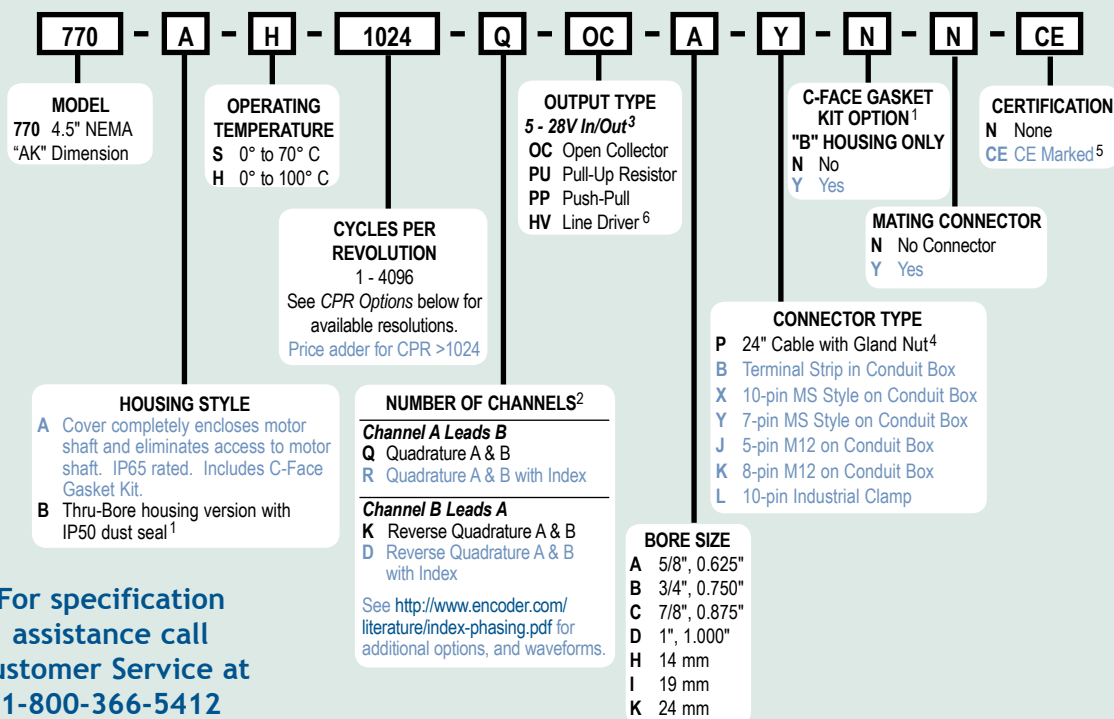 770 - A - H - 1024 - Q - OC - A - Y - N - N - CE
MODEL
770 4.5" NEMA
“AK” Dimension
OPERATING
TEMPERATURE
S 0° to 70° C
H 0° to 100° C
OUTPUT TYPE
5 - 28V In/Out3
OC Open Collector
PU Pull-Up Resistor
PP Push-Pull
HV Line Driver 6
C-FACE GASKET
KIT OPTION1
"B" HOUSING ONLY
N No
Y Yes
CERTIFICATION
N None
CE CE Marked5
CYCLES PER
REVOLUTION
1 - 4096
See CPR Options below for
available resolutions.
Price adder for CPR >1024
MATING CONNECTOR
N No Connector
Y Yes
CONNECTOR TYPE
P 24" Cable with Gland Nut4
B Terminal Strip in Conduit Box
X 10-pin MS Style on Conduit Box
Y 7-pin MS Style on Conduit Box
J 5-pin M12 on Conduit Box
K 8-pin M12 on Conduit Box
L 10-pin Industrial Clamp
HOUSING STYLE
A Cover completely encloses motor
shaft and eliminates access to motor
shaft. IP65 rated. Includes C-Face
Gasket Kit.
B Thru-Bore housing version with
IP50 dust seal1
NUMBER OF CHANNELS2
Channel A Leads B
Q Quadrature A & B
R Quadrature A & B with Index
Channel B Leads A
K Reverse Quadrature A & B
D Reverse Quadrature A & B
with Index
See http://www.encoder.com/
literature/index-phasing.pdf for
additional options, and waveforms.
BORE SIZE
A 5/8", 0.625"
B 3/4", 0.750"
C 7/8", 0.875"
D 1", 1.000"
H 14 mm
I 19 mm
K 24 mm
For specification
assistance call
ustomer Service at
1-800-366-5412